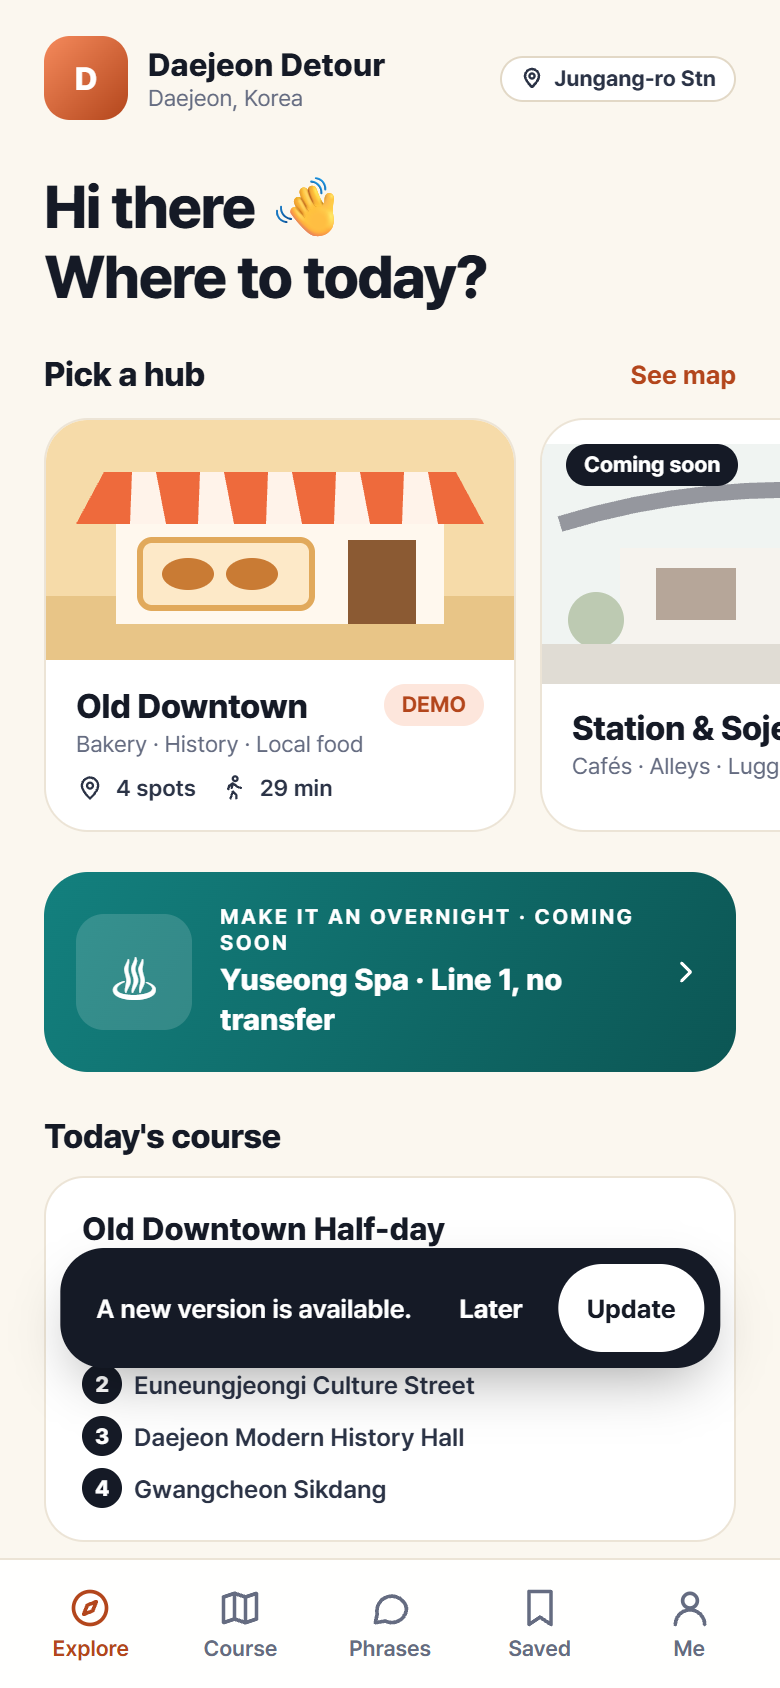 D
Daejeon Detour
Daejeon, Korea
Jungang-ro Stn
Hi there 👋
Where to today?
Pick a hub
See map
Coming soon
Old Downtown
DEMO
Bakery · History · Local food
4 spots
29 min
Station & Soje
Cafés · Alleys · Lugg
MAKE IT AN OVERNIGHT · COMING
SOON
Yuseong Spa · Line 1, no
transfer
Today's course
Old Downtown Half-day
A new version is available.
Later
Update
2 Euneungjeongi Culture Street
3 Daejeon Modern History Hall
4 Gwangcheon Sikdang
Explore
Course
Phrases
Saved
Me